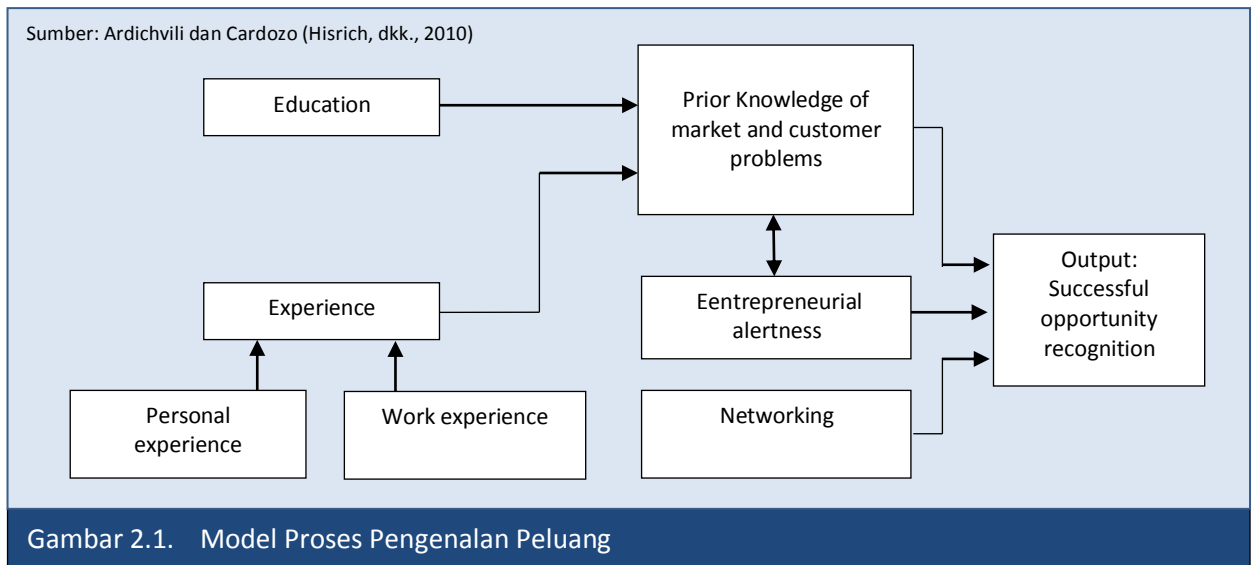 Sumber: Ardichvili dan Cardozo (Hisrich, dkk., 2010)
Education
Prior Knowledge of
market and customer
problems
Experience
Eentrepreneurial
alertness
Output:
Successful
opportunity
recognition
Personal
experience
Work experience
Networking
Gambar 2.1. Model Proses Pengenalan Peluang